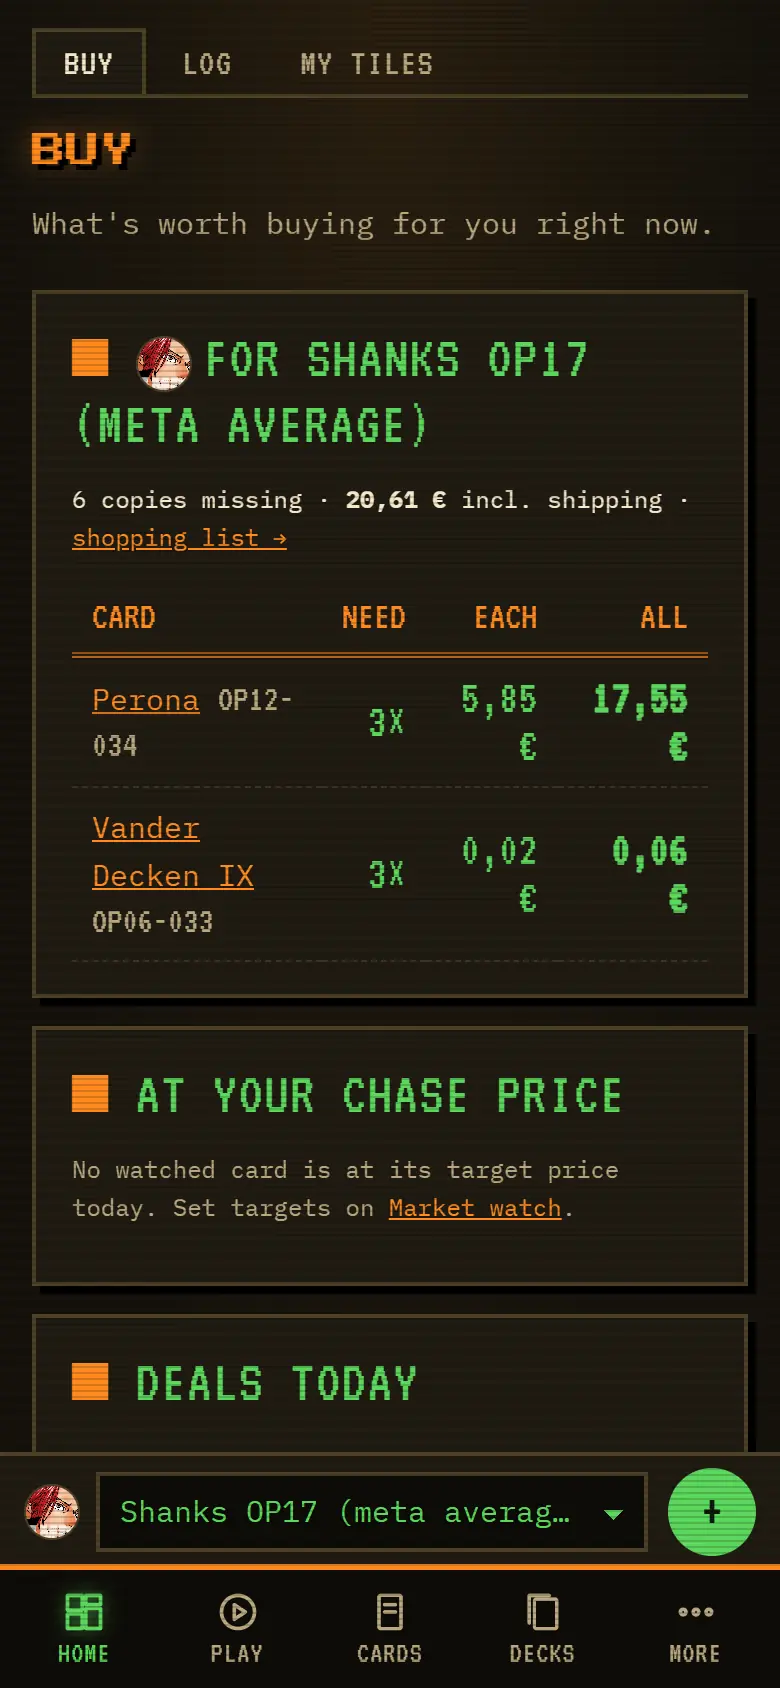 BUY LOG MY TILES
BUY
What's worth buying for you right now.
FOR SHANKS OP17
(META AVERAGE)
6 copies missing · 20,61 € incl. shipping ·
shopping list →
CARD NEED EACH ALL
Perona OP12-
034
3X
5,85
€
17,55
€
Vander
Decken IX
OP06-033
3X
0,02
€
0,06
€
AT YOUR CHASE PRICE
No watched card is at its target price
today. Set targets on Market watch.
DEALS TODAY
Shanks OP17 (meta averag…
+
HOME PLAY CARDS DECKS MORE